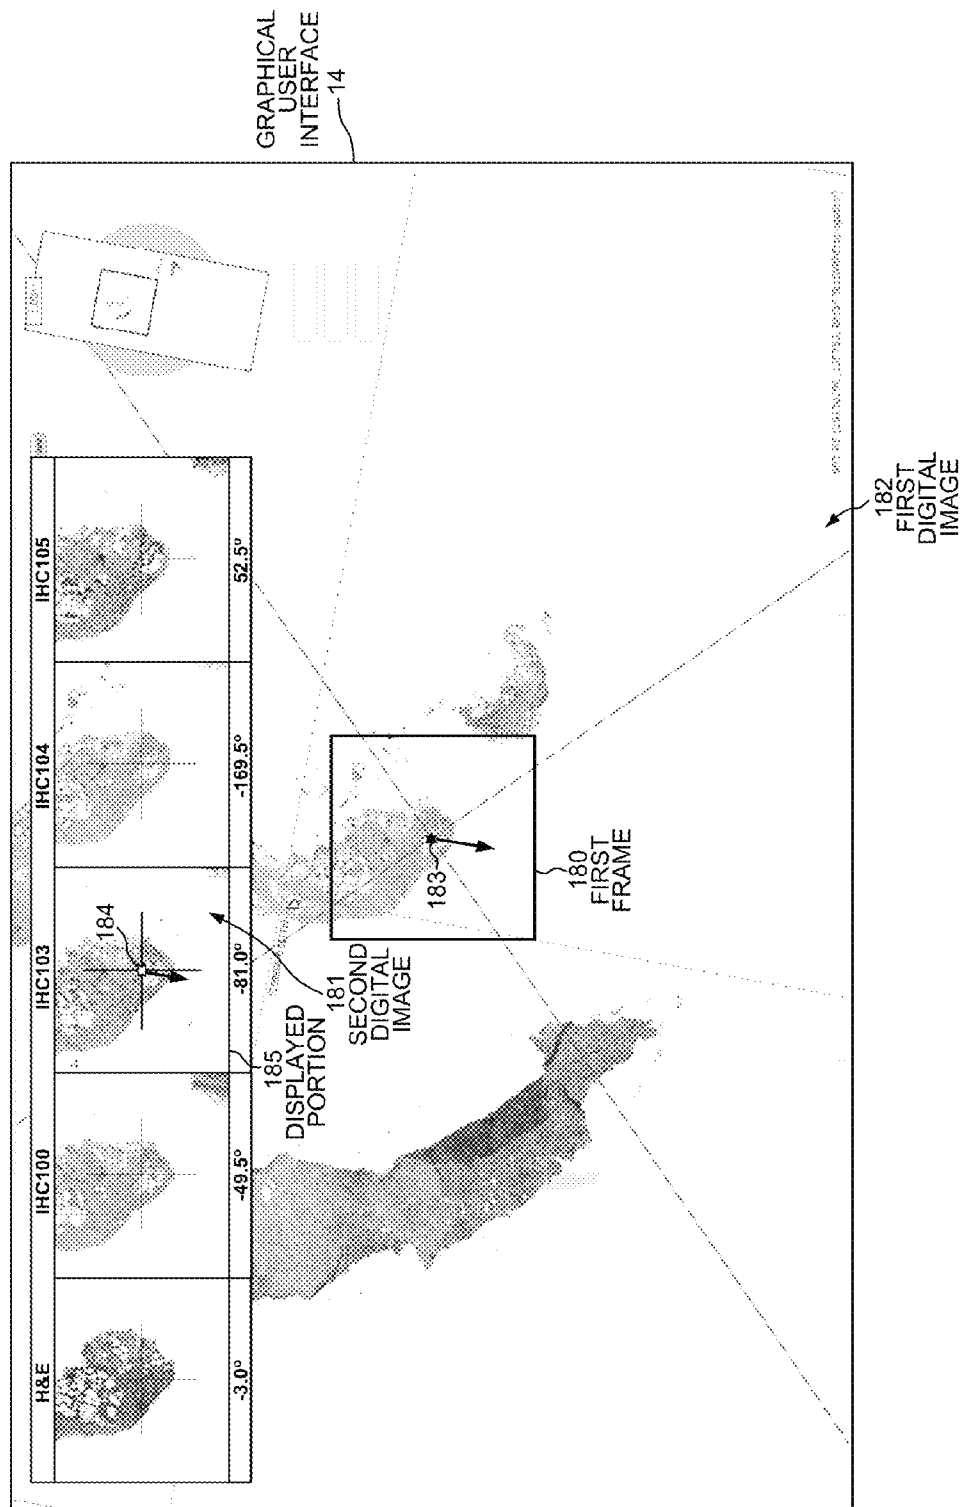 GRAPHICAL
USER
INTERFACE
14
H&E
IHC100
IHC103
IHC104
IHC105
184
-3.0°
-49.5°
-81.0°
-169.5°
52.5°
185
DISPLAYED
PORTION
181
SECOND
DIGITAL
IMAGE
183
180
FIRST
FRAME
182
FIRST
DIGITAL
IMAGE